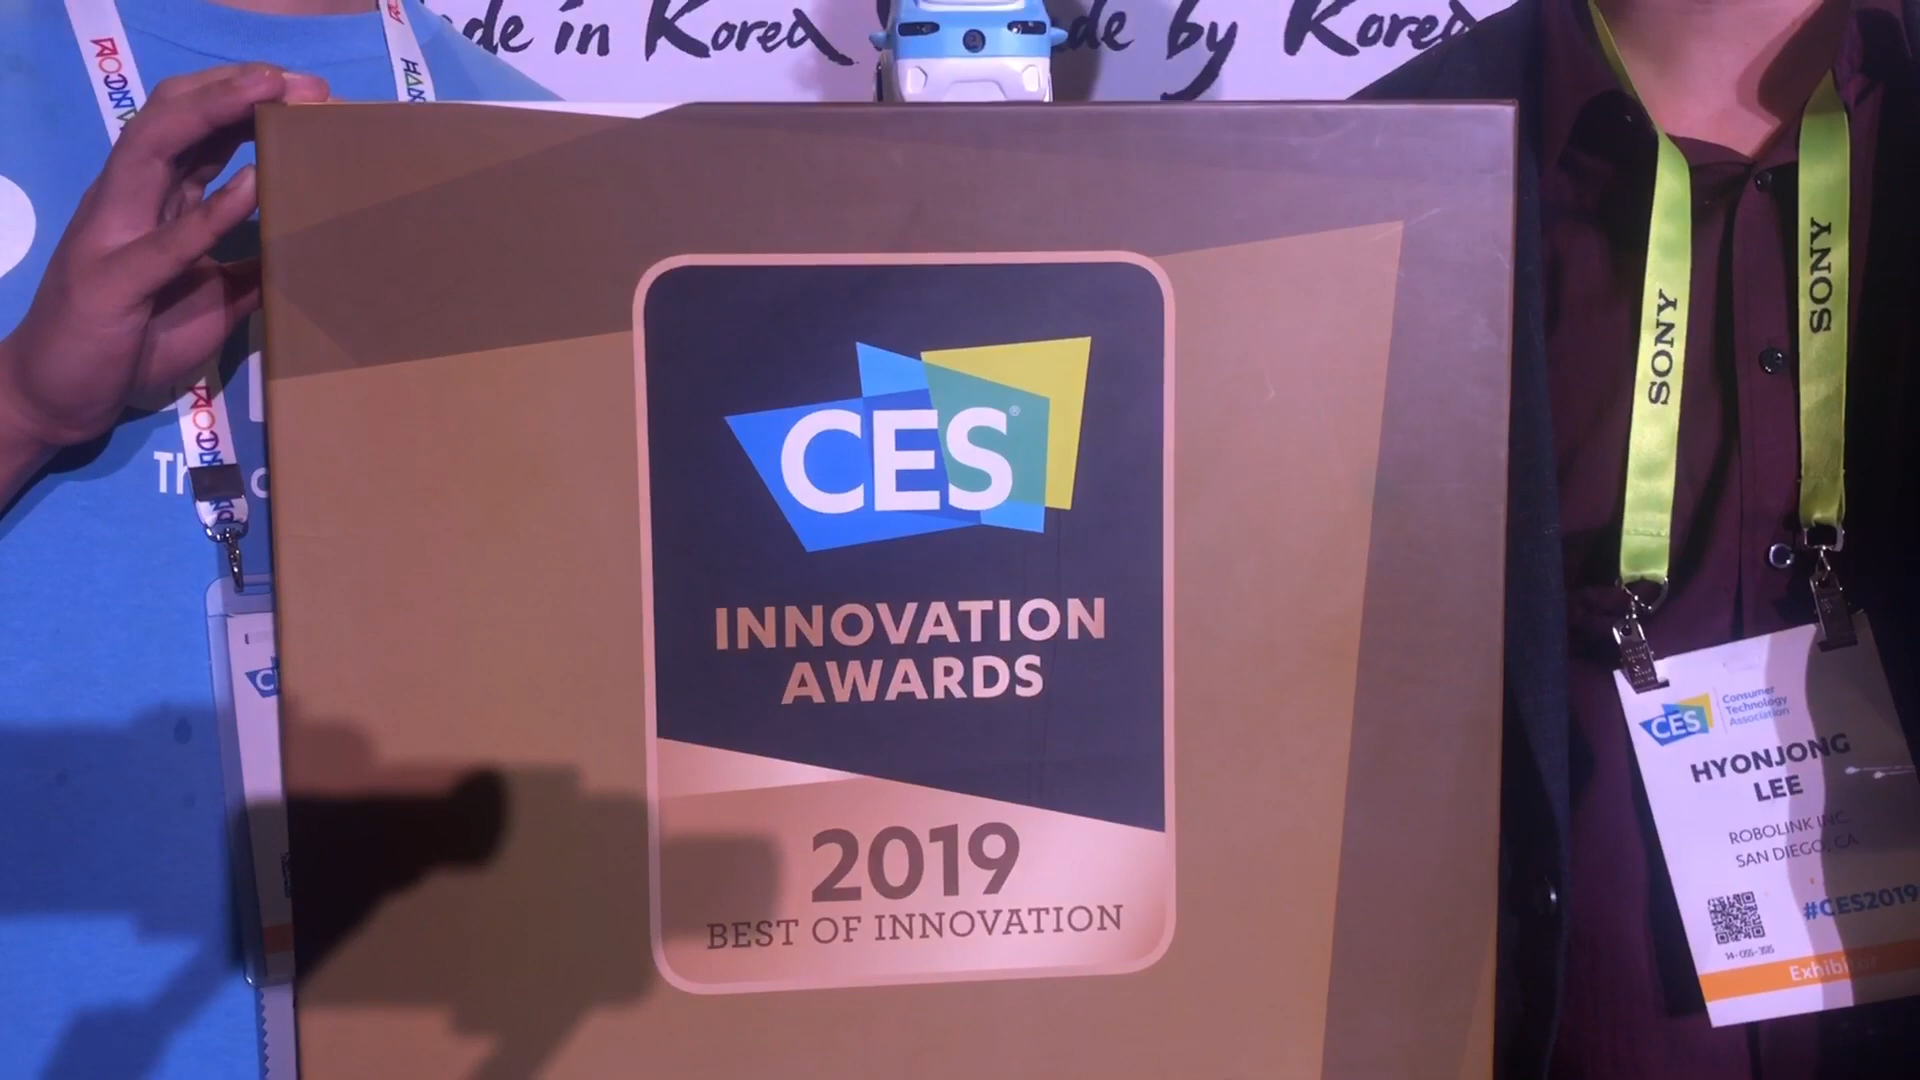 de in Korea
de by Korea
SONY
SONY
CES
INNOVATION
AWARDS
2019
BEST OF INNOVATION
CES
Consumer
Technology
Association
HYONJONG
LEE
ROBOLINK INC.
SAN DIEGO, CA
#CES2019
Exhibitor